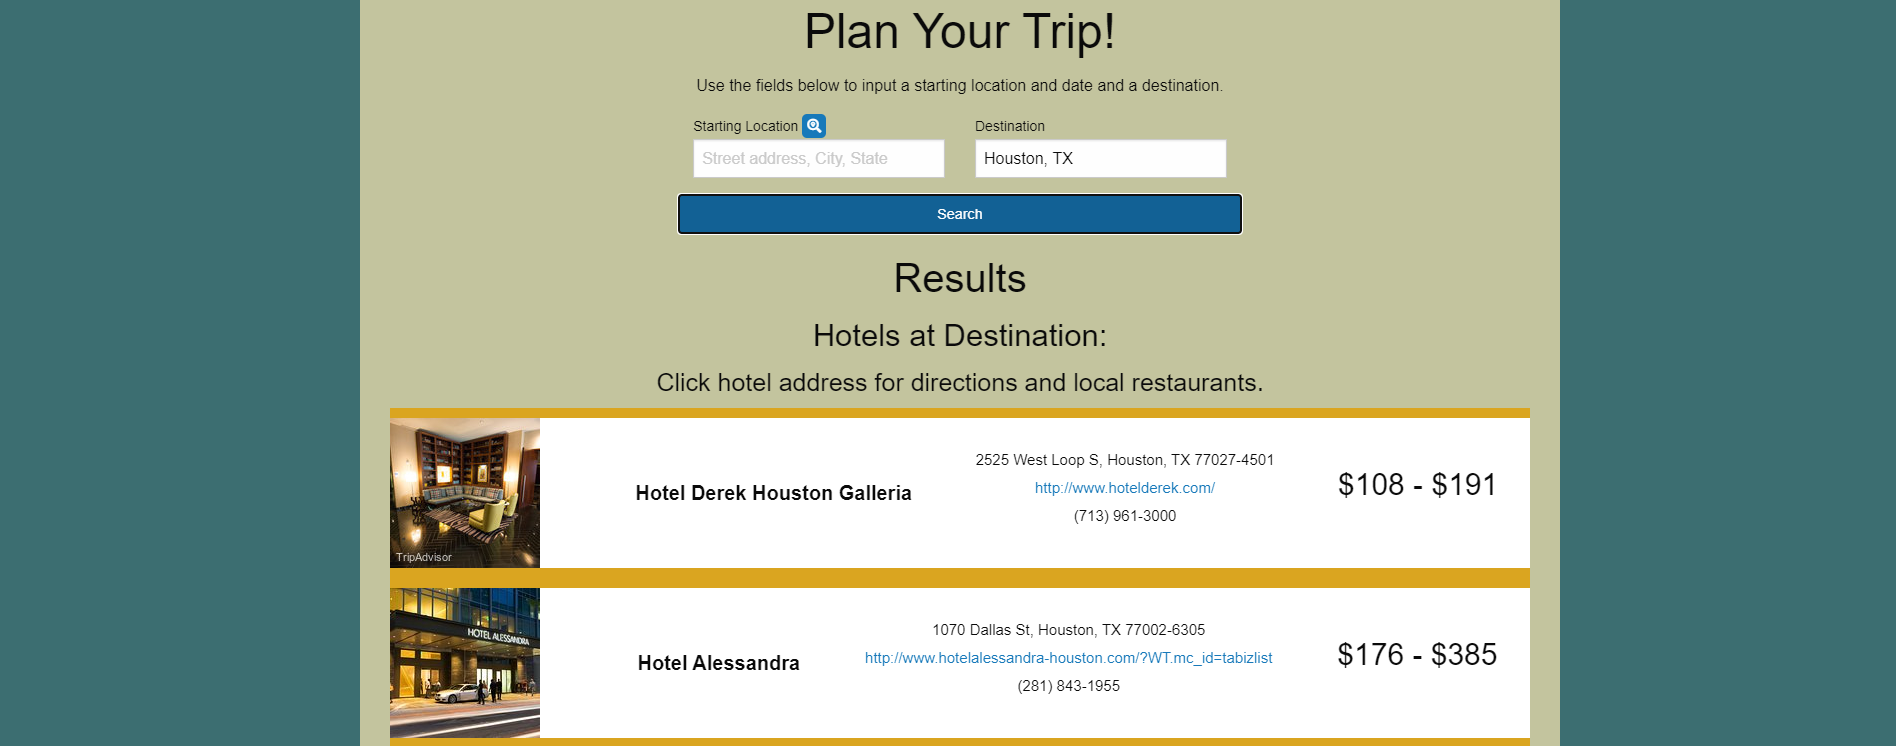 Plan Your Trip!
Use the fields below to input a starting location and date and a destination.
Starting Location
Destination
Street address, City, State
Houston, TX
Search
Results
Hotels at Destination:
Click hotel address for directions and local restaurants.
TripAdvisor
Hotel Derek Houston Galleria
2525 West Loop S, Houston, TX 77027-4501
http://www.hotelderek.com/
(713) 961-3000
$108 - $191
HOTEL ALESSANDRA
Hotel Alessandra
1070 Dallas St, Houston, TX 77002-6305
http://www.hotelalessandra-houston.com/?WT.mc_id=tabizlist
(281) 843-1955
$176 - $385